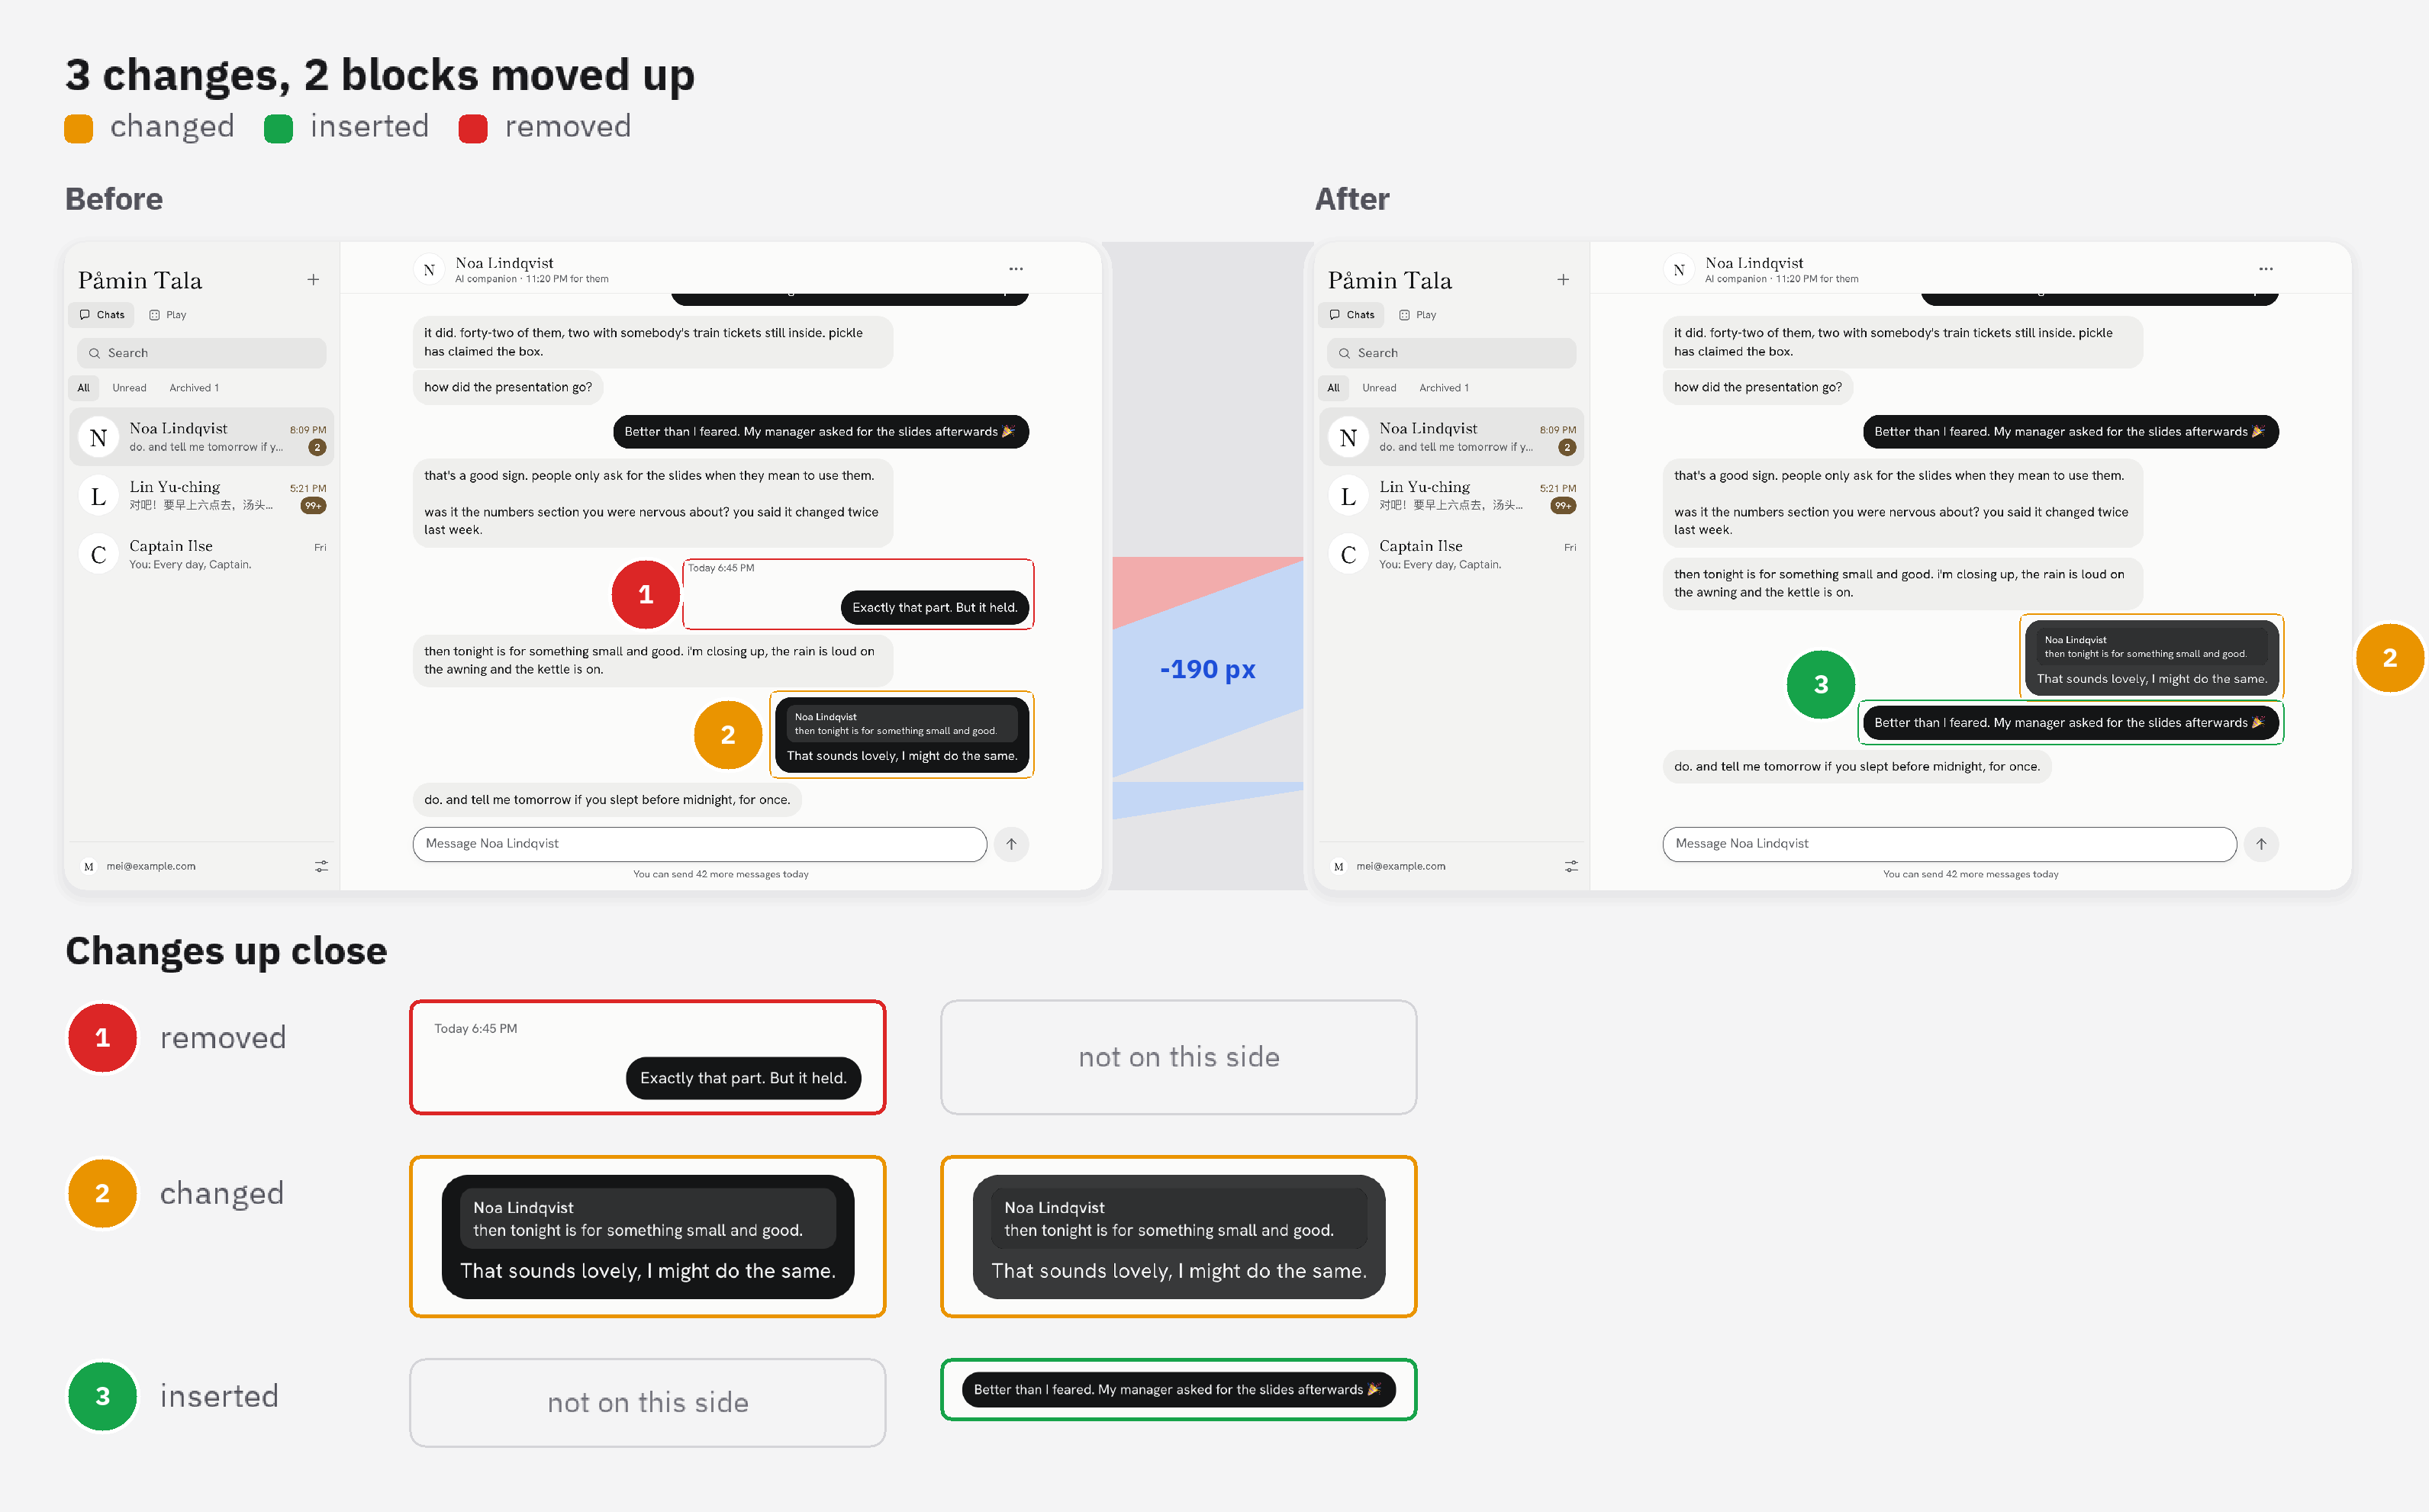 3 changes, 2 blocks moved up
changed inserted removed
Before
Påmin Tala
Chats Play
Search
All Unread Archived 1
N Noa Lindqvist 8:09 PM
do. and tell me tomorrow if y... 2
L Lin Yu-ching 5:21 PM
对吧！要早上六点去，汤头... 99+
C Captain Ilse Fri
You: Every day, Captain.
M mei@example.com
N Noa Lindqvist
AI companion · 11:20 PM for them
it did. forty-two of them, two with somebody's train tickets still inside. pickle
has claimed the box.
how did the presentation go?
Better than I feared. My manager asked for the slides afterwards 🎉
that's a good sign. people only ask for the slides when they mean to use them.
was it the numbers section you were nervous about? you said it changed twice
last week.
1
Today 6:45 PM
Exactly that part. But it held.
then tonight is for something small and good. i'm closing up, the rain is loud on
the awning and the kettle is on.
2
Noa Lindqvist
then tonight is for something small and good.
That sounds lovely, I might do the same.
do. and tell me tomorrow if you slept before midnight, for once.
Message Noa Lindqvist
You can send 42 more messages today
-190 px
After
Påmin Tala
Chats Play
Search
All Unread Archived 1
N Noa Lindqvist 8:09 PM
do. and tell me tomorrow if y... 2
L Lin Yu-ching 5:21 PM
对吧！要早上六点去，汤头... 99+
C Captain Ilse Fri
You: Every day, Captain.
M mei@example.com
N Noa Lindqvist
AI companion · 11:20 PM for them
it did. forty-two of them, two with somebody's train tickets still inside. pickle
has claimed the box.
how did the presentation go?
Better than I feared. My manager asked for the slides afterwards 🎉
that's a good sign. people only ask for the slides when they mean to use them.
was it the numbers section you were nervous about? you said it changed twice
last week.
then tonight is for something small and good. i'm closing up, the rain is loud on
the awning and the kettle is on.
2
Noa Lindqvist
then tonight is for something small and good.
That sounds lovely, I might do the same.
3
Better than I feared. My manager asked for the slides afterwards 🎉
do. and tell me tomorrow if you slept before midnight, for once.
Message Noa Lindqvist
You can send 42 more messages today
Changes up close
1 removed
Today 6:45 PM
Exactly that part. But it held.
not on this side
2 changed
Noa Lindqvist
then tonight is for something small and good.
That sounds lovely, I might do the same.
Noa Lindqvist
then tonight is for something small and good.
That sounds lovely, I might do the same.
3 inserted
not on this side
Better than I feared. My manager asked for the slides afterwards 🎉